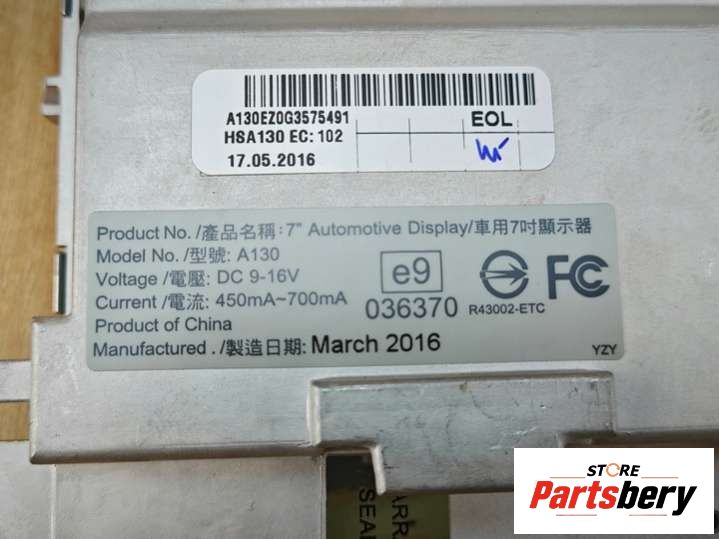 A130EZ0G3575491
EOL
HSA130 EC: 102
17.05.2016
Product No. /產品名稱: 7" Automotive Display/車用7吋顯示器
Model No. /型號: A130
Voltage /電壓: DC 9-16V
Current /電流: 450mA~700mA
Product of China
Manufactured . /製造日期: March 2016
e9
036370
R43002-ETC
FC
YZY
STORE
Partsbery